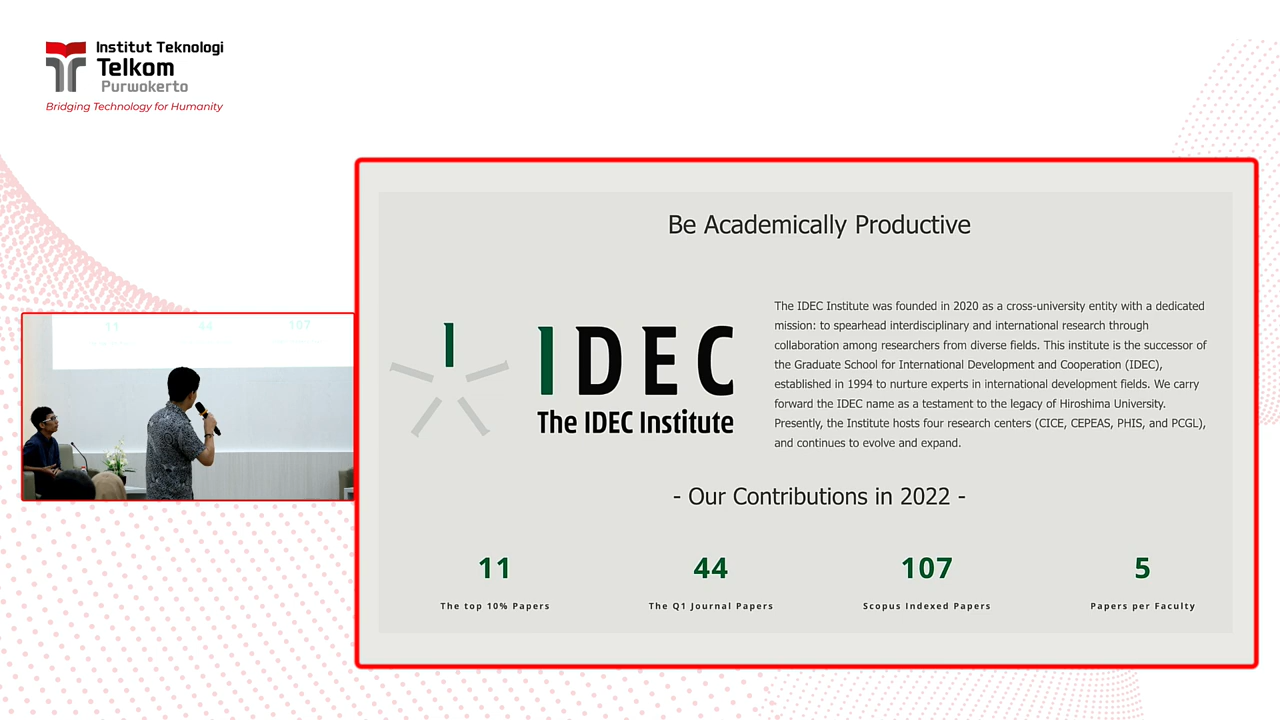 Institut Teknologi
Telkom
Purwokerto
Bridging Technology for Humanity
Be Academically Productive
IDEC
The IDEC Institute
The IDEC Institute was founded in 2020 as a cross-university entity with a dedicated
mission: to spearhead interdisciplinary and international research through
collaboration among researchers from diverse fields. This institute is the successor of
the Graduate School for International Development and Cooperation (IDEC),
established in 1994 to nurture experts in international development fields. We carry
forward the IDEC name as a testament to the legacy of Hiroshima University.
Presently, the Institute hosts four research centers (CICE, CEPEAS, PHIS, and PCGL),
and continues to evolve and expand.
- Our Contributions in 2022 -
11 44 107 5
The top 10% Papers The Q1 Journal Papers Scopus Indexed Papers Papers per Faculty
11 44 107